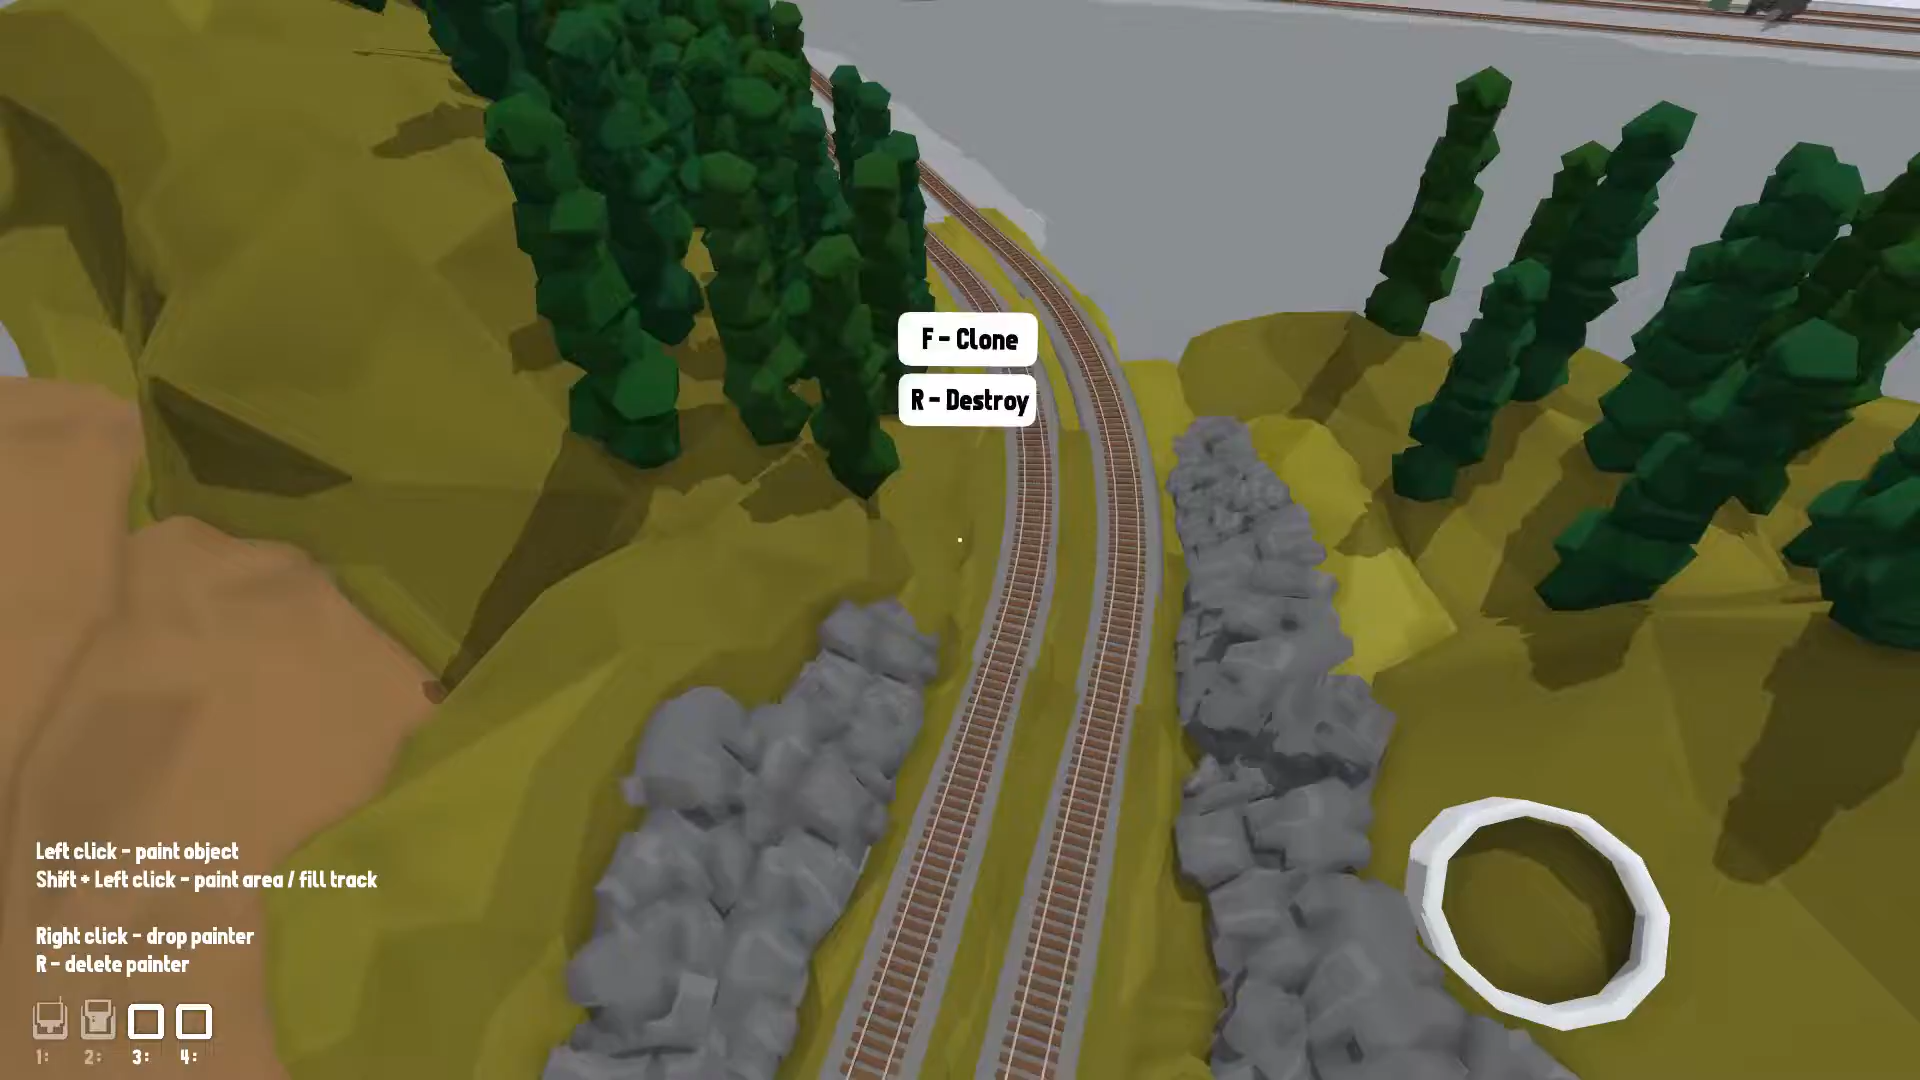 F - Clone
R - Destroy
Left click - paint object
Shift + Left click - paint area / fill track
Right click - drop painter
R - delete painter
1: 2: 3: 4: